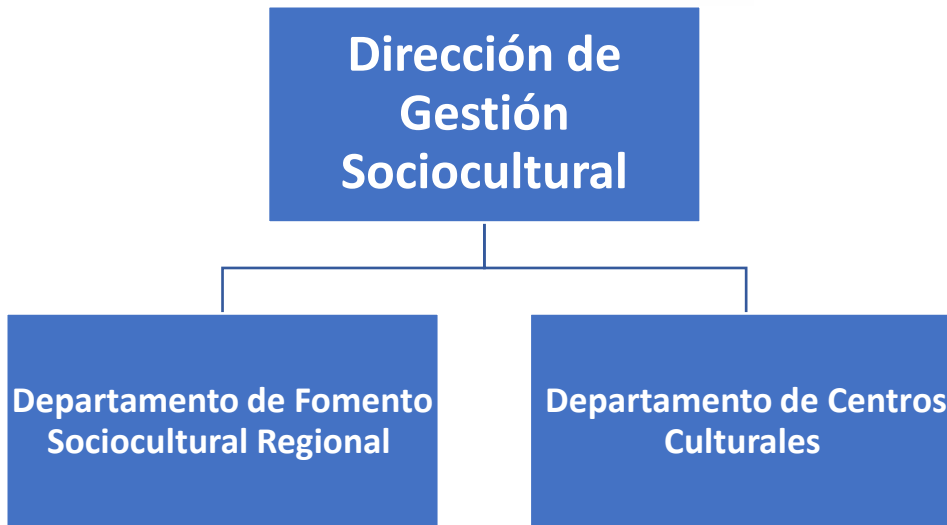 Dirección de
Gestión
Sociocultural
Departamento de Fomento
Sociocultural Regional
Departamento de Centros
Culturales